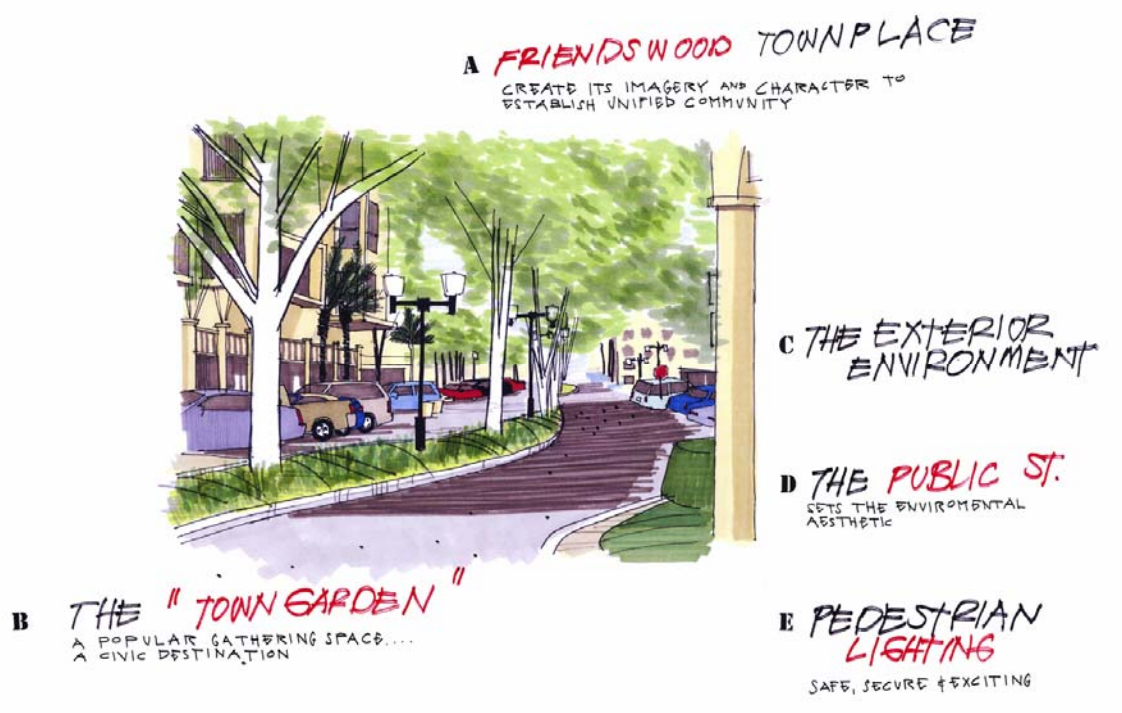 A FRIENDSWOOD TOWNPLACE
CREATE ITS IMAGERY AND CHARACTER TO
ESTABLISH UNIFIED COMMUNITY
C THE EXTERIOR
ENVIRONMENT
D THE PUBLIC ST.
SETS THE ENVIROMENTAL
AESTHETIC
B THE "TOWN GARDEN"
A POPULAR GATHERING SPACE....
A CIVIC DESTINATION
E PEDESTRIAN
LIGHTING
SAFE, SECURE & EXCITING